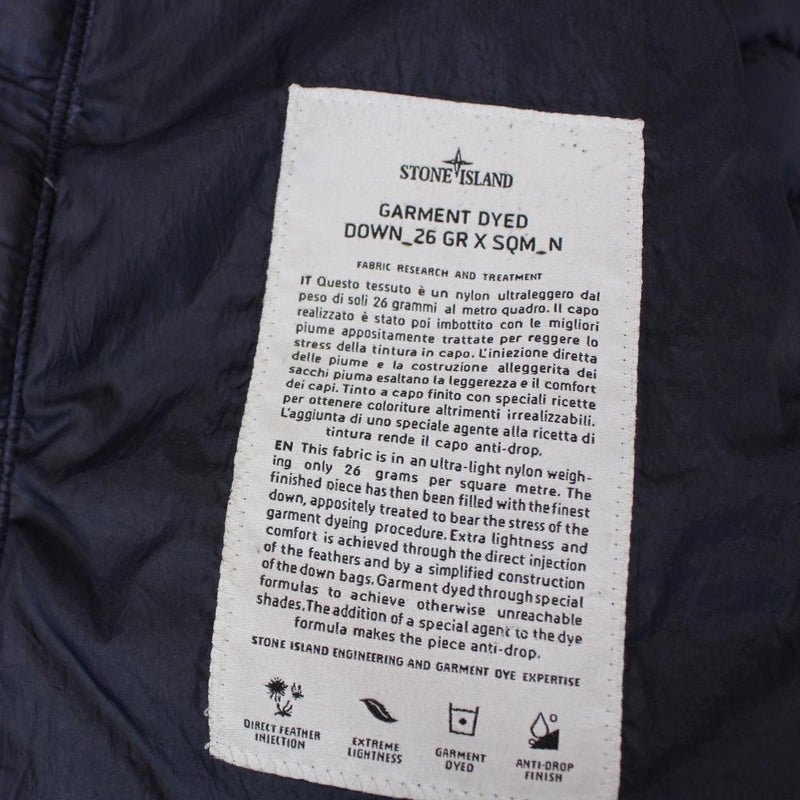 STONE ISLAND
GARMENT DYED
DOWN_26 GR X SQM_N
FABRIC RESEARCH AND TREATMENT
IT Questo tessuto è un nylon ultraleggero dal
peso di soli 26 grammi al metro quadro. Il capo
realizzato è stato poi imbottito con le migliori
piume appositamente trattate per reggere lo
stress della tintura in capo. L'iniezione diretta
delle piume e la costruzione alleggerita dei
sacchi piuma esaltano la leggerezza e il comfort
dei capi. Tinto a capo finito con speciali ricette
per ottenere coloriture altrimenti irrealizzabili.
L'aggiunta di uno speciale agente alla ricetta di
tintura rende il capo anti-drop.
EN This fabric is in an ultra-light nylon weigh-
ing only 26 grams per square metre. The
finished piece has then been filled with the finest
down, appositely treated to bear the stress of the
garment dyeing procedure. Extra lightness and
comfort is achieved through the direct injection
of the feathers and by a simplified construction
of the down bags. Garment dyed through special
formulas to achieve otherwise unreachable
shades. The addition of a special agent to the dye
formula makes the piece anti-drop.
STONE ISLAND ENGINEERING AND GARMENT DYE EXPERTISE
DIRECT FEATHER
INJECTION
EXTREME
LIGHTNESS
GARMENT
DYED
ANTI-DROP
FINISH